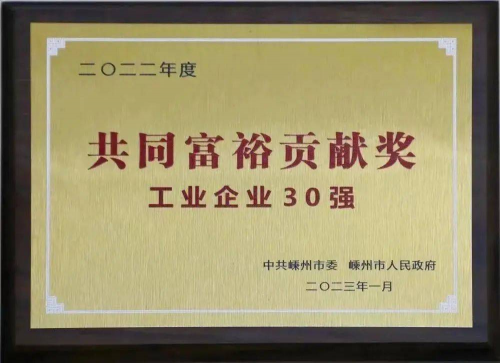 二〇二二年度
共同富裕贡献奖
工业企业30强
中共嵊州市委 嵊州市人民政府
二〇二三年一月